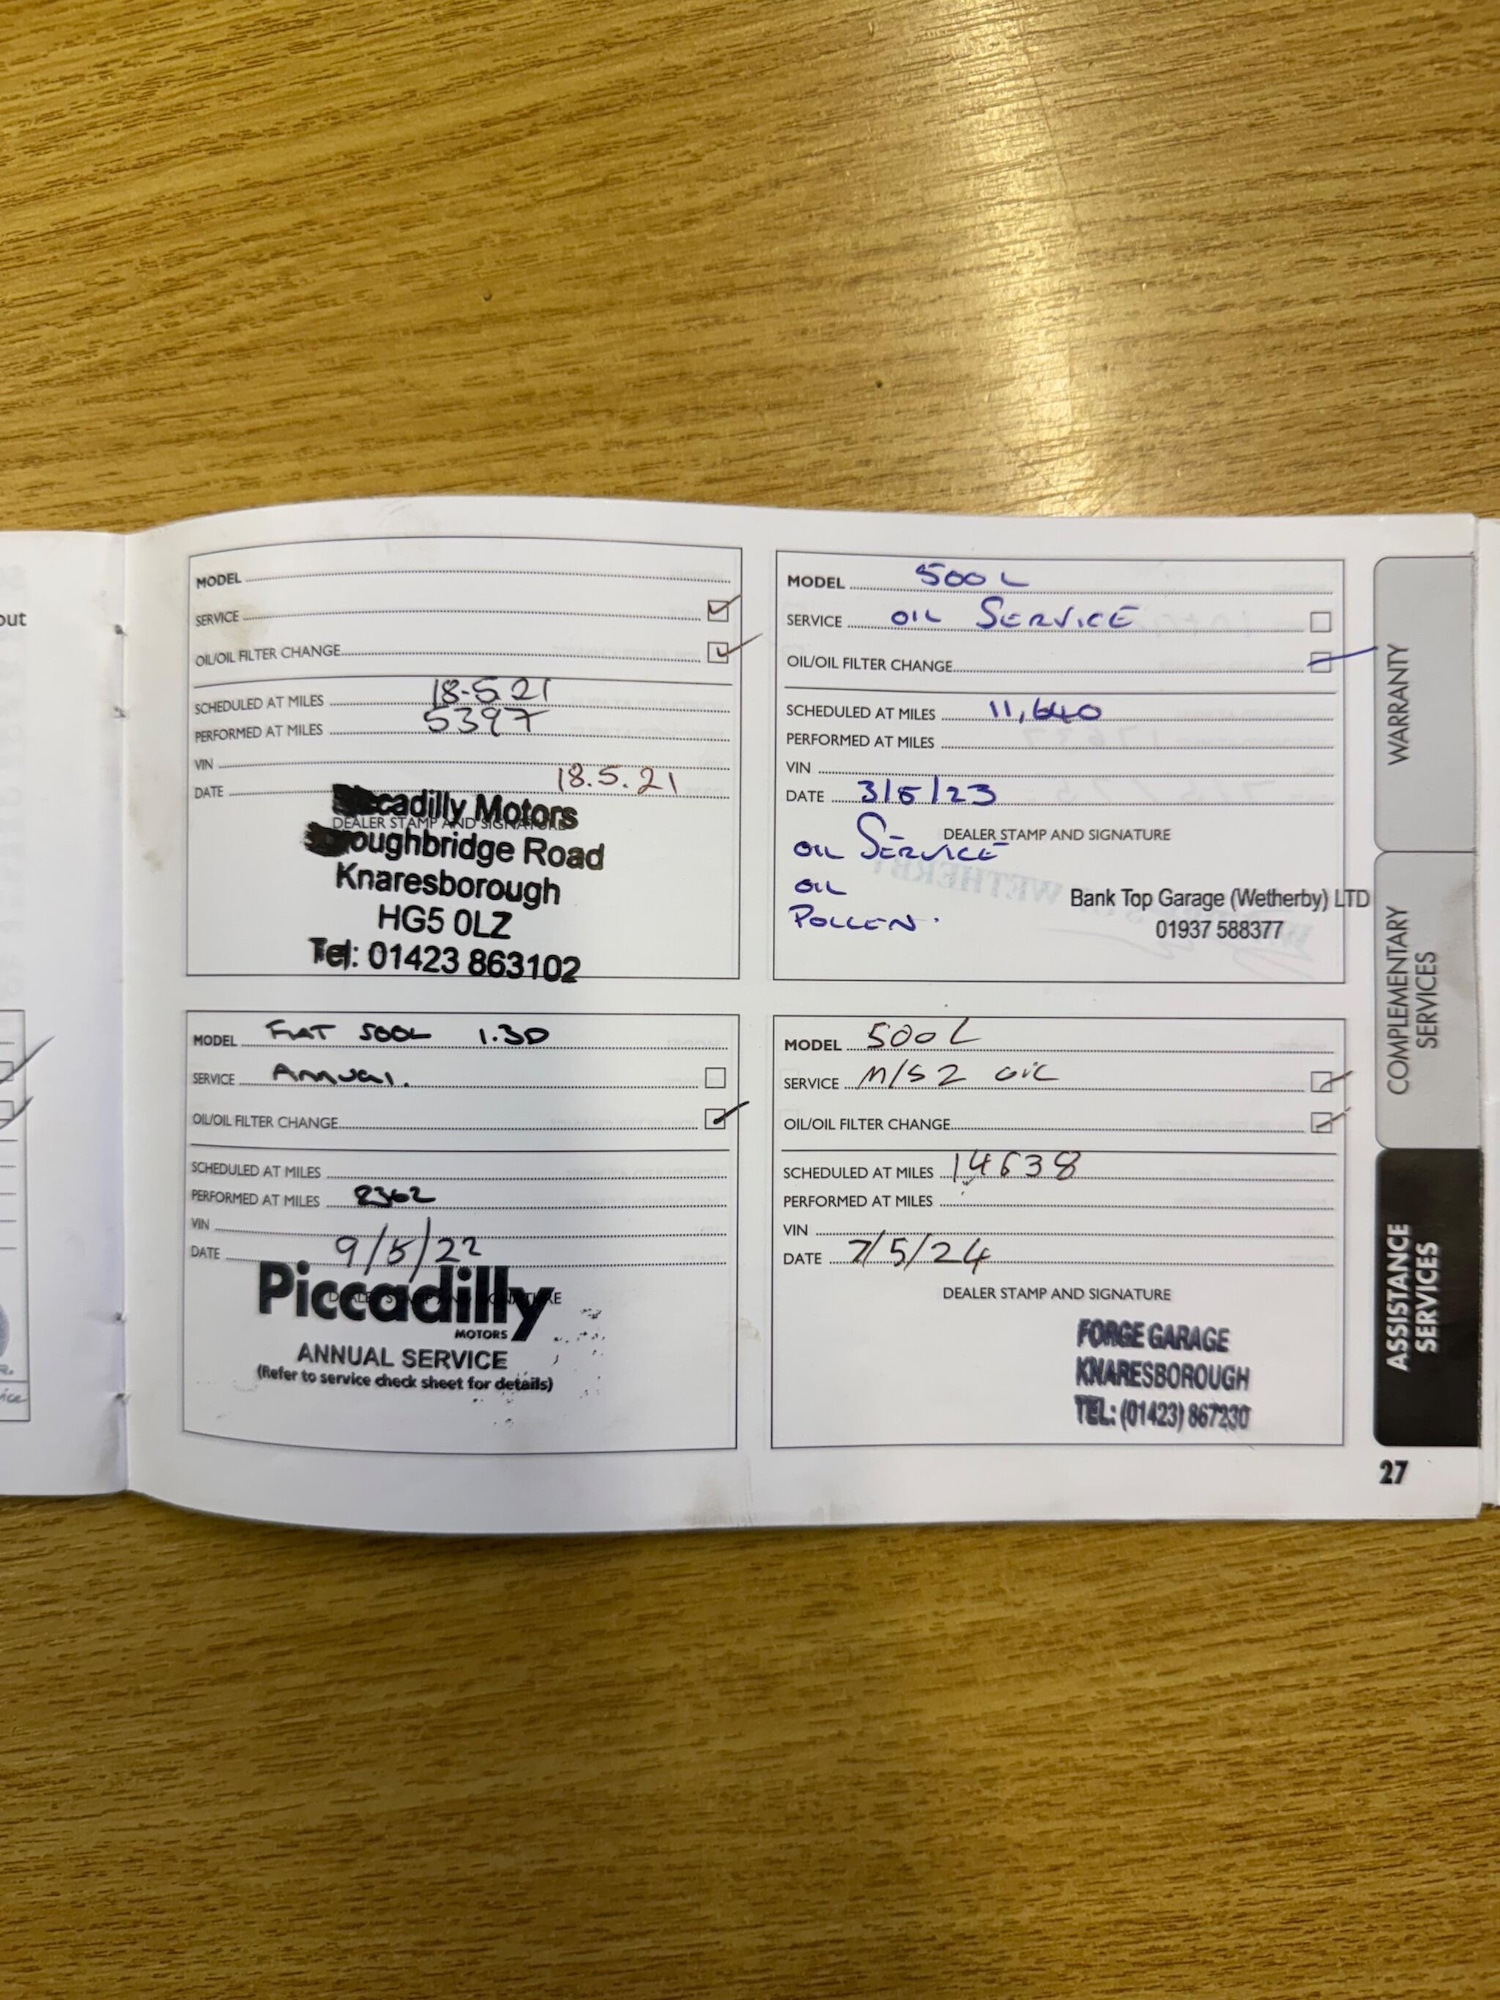 out
MODEL
SERVICE
OIL/OIL FILTER CHANGE
SCHEDULED AT MILES 18-5.21
PERFORMED AT MILES 5397
VIN
DATE 18.5.21
DEALER STAMP AND SIGNATURE
Motors
Road
Knaresborough
HG5 0LZ
Tel: 01423 863102
MODEL FIAT 500L 1.3D
SERVICE Annual.
OIL/OIL FILTER CHANGE
SCHEDULED AT MILES
PERFORMED AT MILES 8362
VIN
DATE 9/5/22
DEALER STAMP AND SIGNATURE
Piccadilly
MOTORS
ANNUAL SERVICE
(Refer to service check sheet for details)
MODEL 500L
SERVICE OIL SERVICE
OIL/OIL FILTER CHANGE
SCHEDULED AT MILES 11,640
PERFORMED AT MILES
VIN
DATE 3/5/23
DEALER STAMP AND SIGNATURE
OIL SERVICE
OIL
POLLEN.
Bank Top Garage (Wetherby) LTD
01937 588377
MODEL 500L
SERVICE M/S 2 OIL
OIL/OIL FILTER CHANGE
SCHEDULED AT MILES 14638
PERFORMED AT MILES
VIN
DATE 7/5/24
DEALER STAMP AND SIGNATURE
FORGE GARAGE
KNARESBOROUGH
TEL: (01423) 867230
WARRANTY
COMPLEMENTARY
SERVICES
ASSISTANCE
SERVICES
27